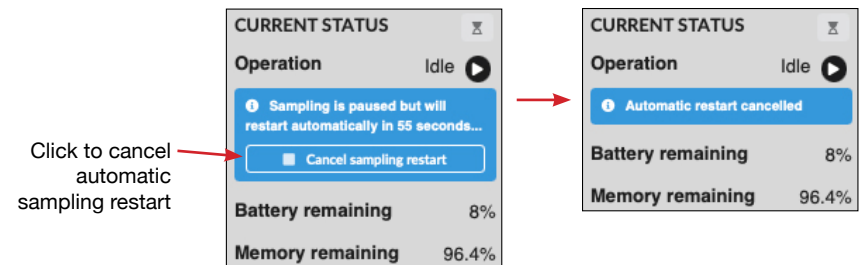 CURRENT STATUS
Operation Idle
Sampling is paused but will
restart automatically in 55 seconds...
Cancel sampling restart
Battery remaining 8%
Memory remaining 96.4%
Click to cancel
automatic
sampling restart
CURRENT STATUS
Operation Idle
Automatic restart cancelled
Battery remaining 8%
Memory remaining 96.4%